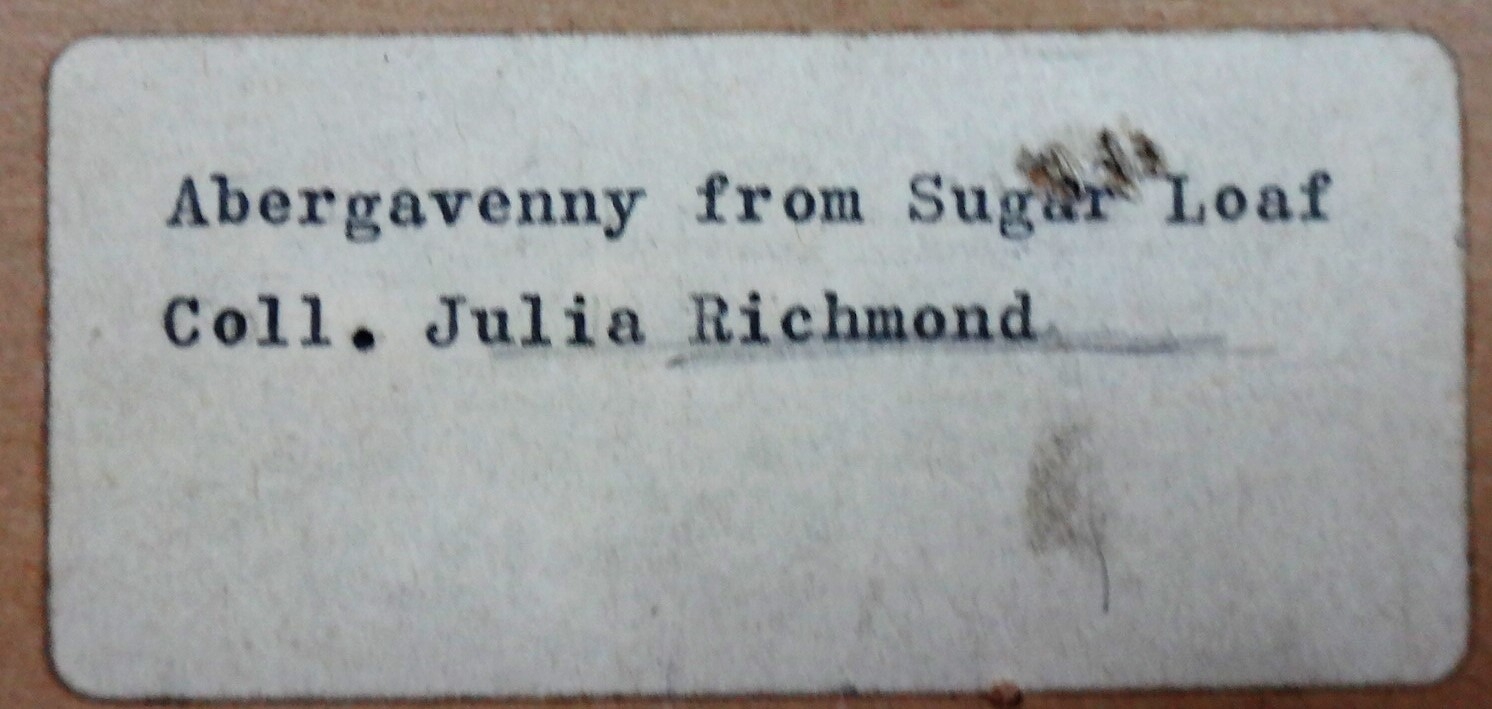 Abergavenny from Sugar Loaf
Coll. Julia Richmond